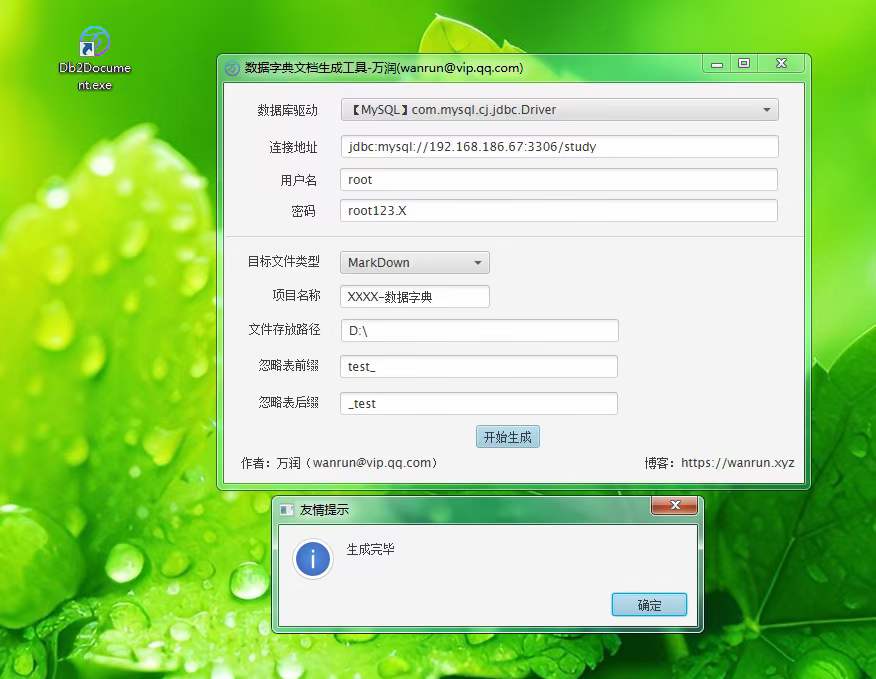 Db2Docume
nt.exe
数据字典文档生成工具-万润(wanrun@vip.qq.com)
数据库驱动 【MySQL】com.mysql.cj.jdbc.Driver
连接地址 jdbc:mysql://192.168.186.67:3306/study
用户名 root
密码 root123.X
目标文件类型 MarkDown
项目名称 XXXX-数据字典
文件存放路径 D:\
忽略表前缀 test_
忽略表后缀 _test
开始生成
作者：万润（wanrun@vip.qq.com） 博客：https://wanrun.xyz
友情提示
生成完毕
确定